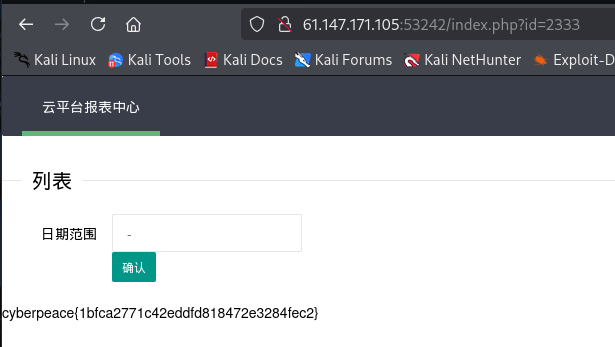 61.147.171.105:53242/index.php?id=2333
Kali Linux Kali Tools Kali Docs Kali Forums Kali NetHunter Exploit-D
云平台报表中心
列表
日期范围 -
确认
cyberpeace{1bfca2771c42eddfd818472e3284fec2}